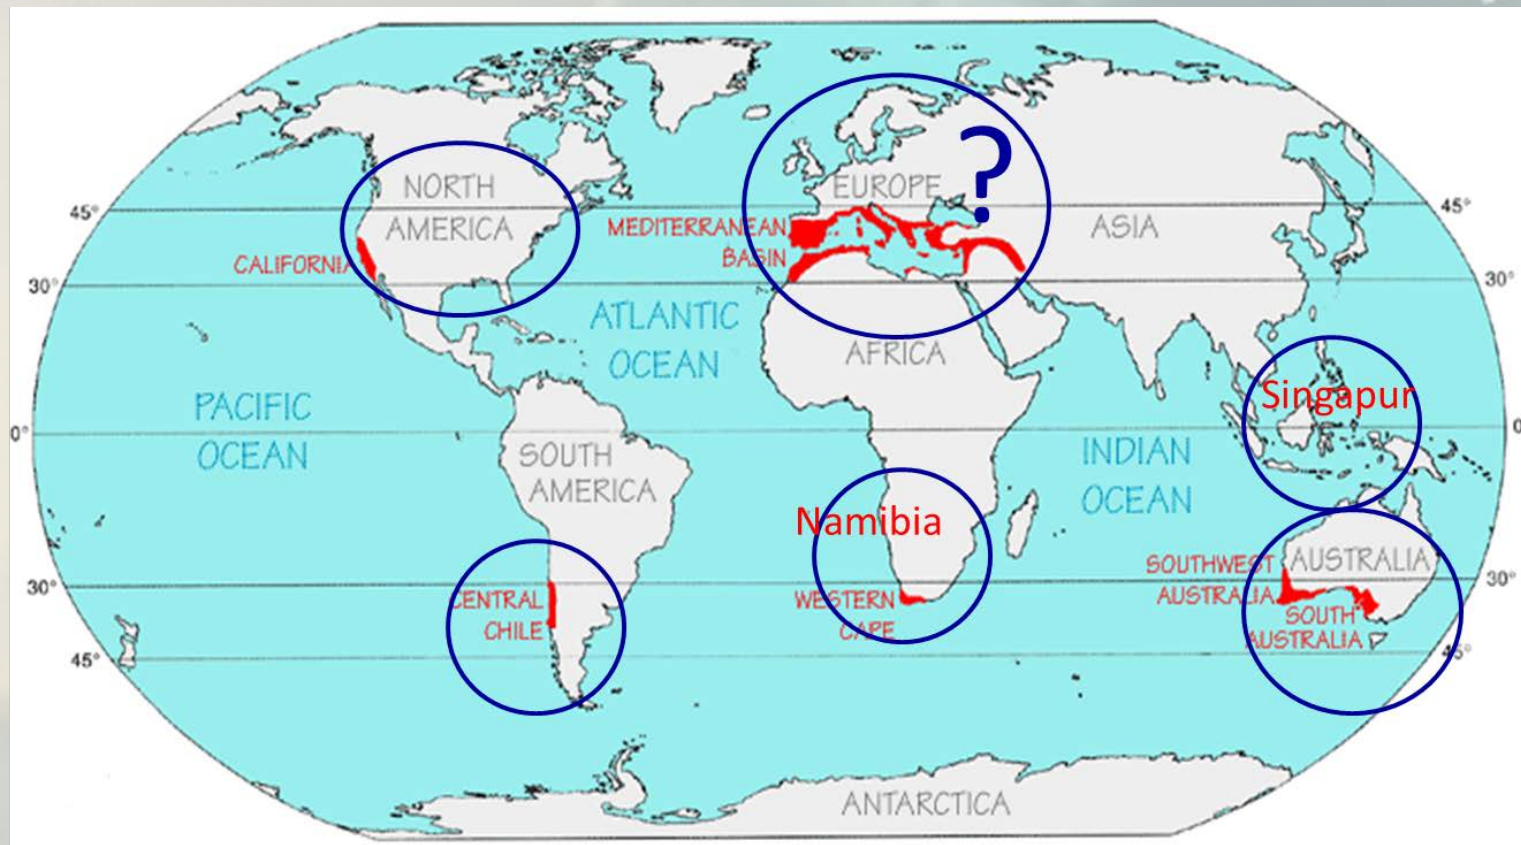 NORTH
AMERICA
CALIFORNIA
EUROPE
?
MEDITERRANEAN
BASIN
ASIA
45°
45°
30°
30°
ATLANTIC
OCEAN
AFRICA
PACIFIC
OCEAN
Singapur
0°
0
SOUTH
AMERICA
INDIAN
OCEAN
Namibia
SOUTHWEST
AUSTRALIA
AUSTRALIA
30°
30°
CENTRAL
CHILE
WESTERN
CAPE
SOUTH
AUSTRALIA
45°
45°
ANTARCTICA